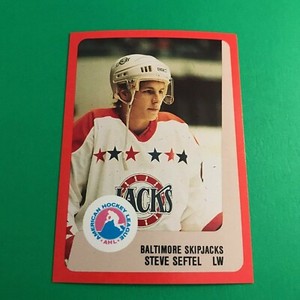 JACKS
AMERICAN HOCKEY LEAGUE
AHL
BALTIMORE SKIPJACKS
STEVE SEFTEL LW